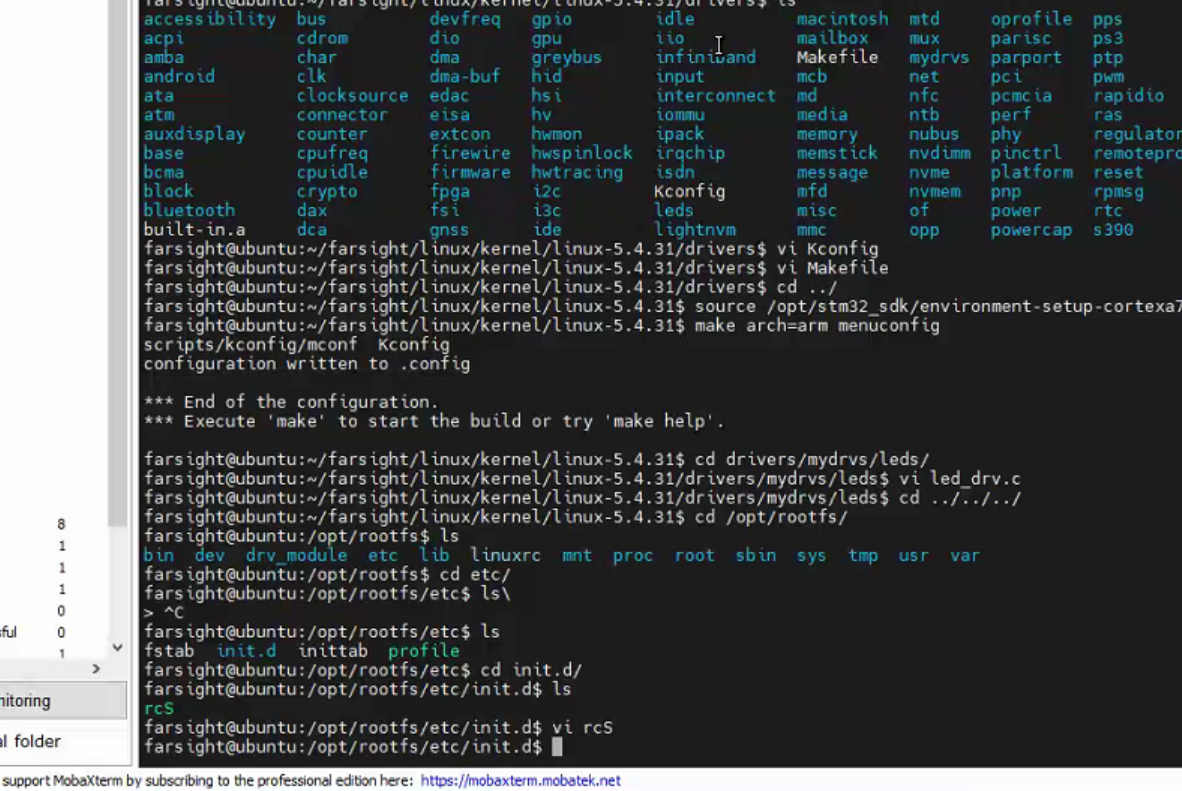 farsight@ubuntu:~/farsight/linux/kernel/linux-5.4.31/drivers$ ls
accessibility bus devfreq gpio idle macintosh mtd oprofile pps
acpi cdrom dio gpu iio mailbox mux parisc ps3
amba char dma greybus infiniband Makefile mydrvs parport ptp
android clk dma-buf hid input mcb net pci pwm
ata clocksource edac hsi interconnect md nfc pcmcia rapidio
atm connector eisa hv iommu media ntb perf ras
auxdisplay counter extcon hwmon ipack memory nubus phy regulator
base cpufreq firewire hwspinlock irqchip memstick nvdimm pinctrl remotepro
bcma cpuidle firmware hwtracing isdn message nvme platform reset
block crypto fpga i2c Kconfig mfd nvmem pnp rpmsg
bluetooth dax fsi i3c leds misc of power rtc
built-in.a dca gnss ide lightnvm mmc opp powercap s390
farsight@ubuntu:~/farsight/linux/kernel/linux-5.4.31/drivers$ vi Kconfig
farsight@ubuntu:~/farsight/linux/kernel/linux-5.4.31/drivers$ vi Makefile
farsight@ubuntu:~/farsight/linux/kernel/linux-5.4.31/drivers$ cd ../
farsight@ubuntu:~/farsight/linux/kernel/linux-5.4.31$ source /opt/stm32_sdk/environment-setup-cortexa7
farsight@ubuntu:~/farsight/linux/kernel/linux-5.4.31$ make arch=arm menuconfig
scripts/kconfig/mconf Kconfig
configuration written to .config
*** End of the configuration.
*** Execute 'make' to start the build or try 'make help'.
farsight@ubuntu:~/farsight/linux/kernel/linux-5.4.31$ cd drivers/mydrvs/leds/
farsight@ubuntu:~/farsight/linux/kernel/linux-5.4.31/drivers/mydrvs/leds$ vi led_drv.c
farsight@ubuntu:~/farsight/linux/kernel/linux-5.4.31/drivers/mydrvs/leds$ cd ../../../
farsight@ubuntu:~/farsight/linux/kernel/linux-5.4.31$ cd /opt/rootfs/
farsight@ubuntu:/opt/rootfs$ ls
bin dev drv_module etc lib linuxrc mnt proc root sbin sys tmp usr var
farsight@ubuntu:/opt/rootfs$ cd etc/
farsight@ubuntu:/opt/rootfs/etc$ ls\
> ^C
farsight@ubuntu:/opt/rootfs/etc$ ls
fstab init.d inittab profile
farsight@ubuntu:/opt/rootfs/etc$ cd init.d/
farsight@ubuntu:/opt/rootfs/etc/init.d$ ls
rcS
farsight@ubuntu:/opt/rootfs/etc/init.d$ vi rcS
farsight@ubuntu:/opt/rootfs/etc/init.d$
8
1
1
1
0
sful 0
1
nitoring
al folder
support MobaXterm by subscribing to the professional edition here: https://mobaxterm.mobatek.net